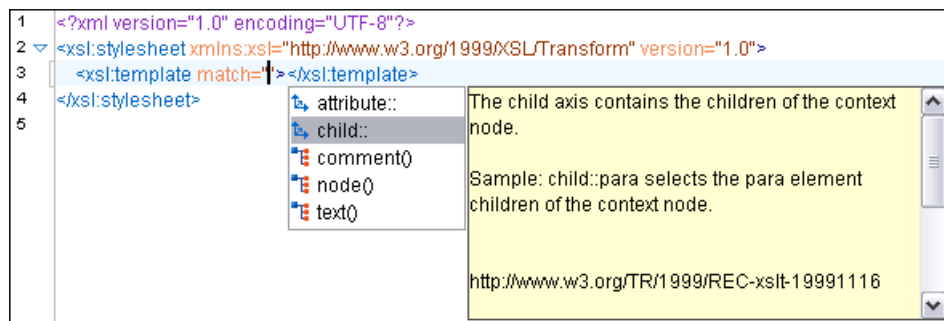 1 <?xml version="1.0" encoding="UTF-8"?>
2 <xsl:stylesheet xmlns:xsl="http://www.w3.org/1999/XSL/Transform" version="1.0">
3 <xsl:template match=""></xsl:template>
4 </xsl:stylesheet>
5
attribute::
child::
comment()
node()
text()
The child axis contains the children of the context
node.
Sample: child::para selects the para element
children of the context node.
http://www.w3.org/TR/1999/REC-xslt-19991116